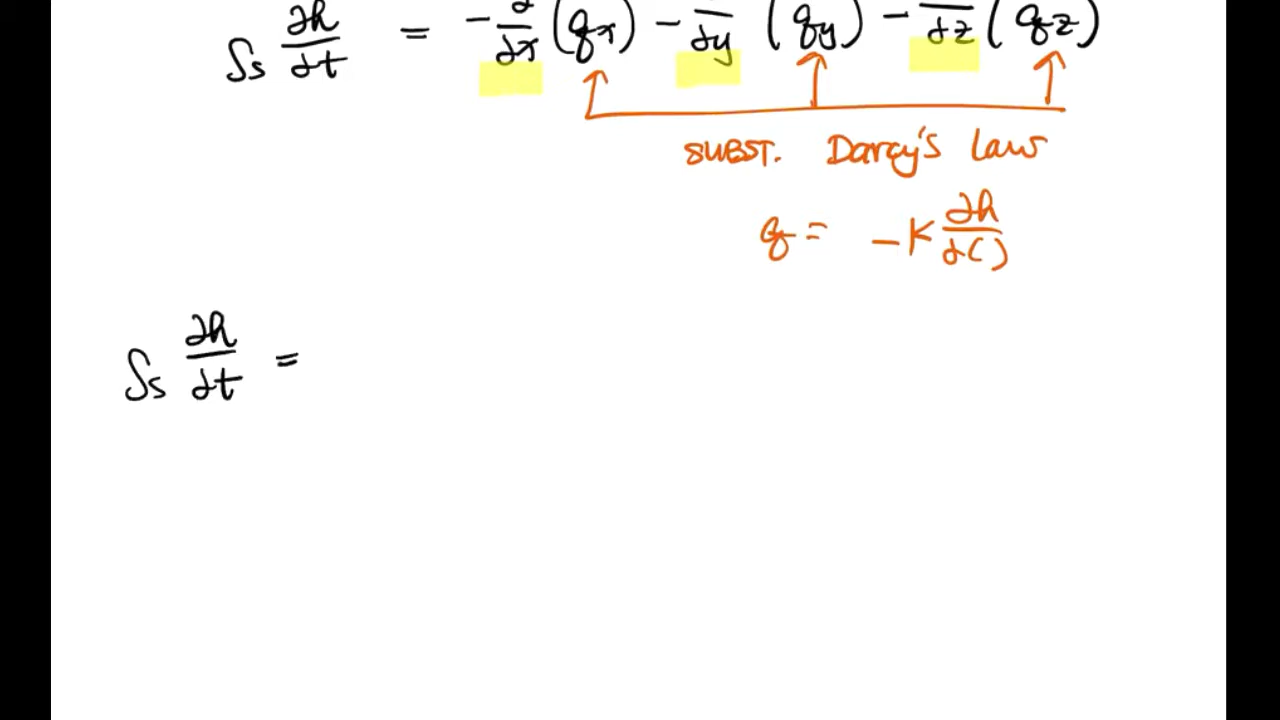 Ss ∂h/∂t = -∂/∂x (qx) - ∂/∂y (qy) - ∂/∂z (qz)
SUBST. Darcy's Law
q = -K ∂h/∂()
Ss ∂h/∂t =